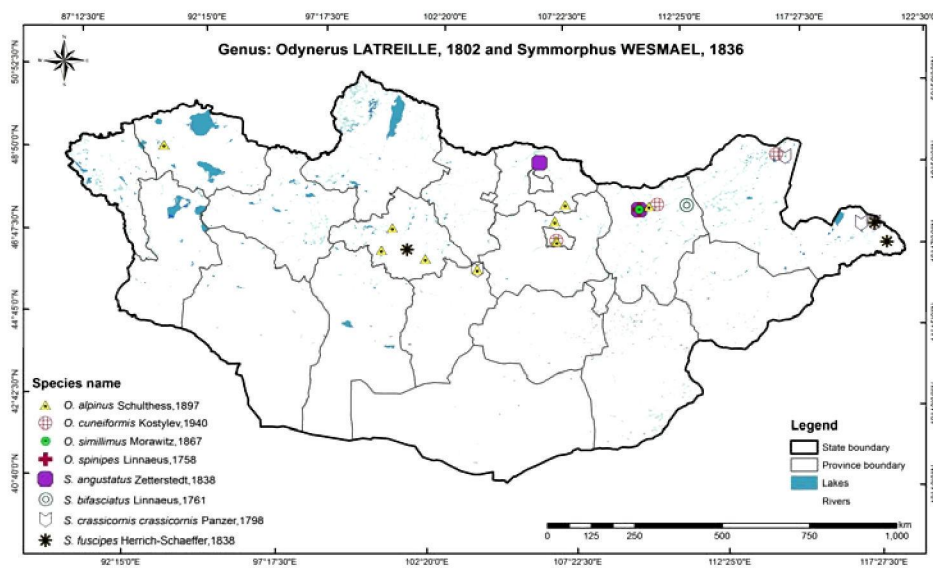 87°12'30"E 92°15'0"E 97°17'30"E 102°20'0"E 107°22'30"E 112°25'0"E 117°27'30"E 122°30'0"E
Genus: Odynerus LATREILLE, 1802 and Symmorphus WESMAEL, 1836
50°52'30"N
48°50'0"N
46°47'30"N
44°45'0"N
42°42'30"N
40°40'0"N
Species name
O. alpinus Schulthess,1897
O. cuneiformis Kostylev,1940
O. simillimus Morawitz,1867
O. spinipes Linnaeus,1758
S. angustatus Zetterstedt,1838
S. bifasciatus Linnaeus,1761
S. crassicornis crassicornis Panzer,1798
S. fuscipes Herrich-Schaeffer,1838
Legend
State boundary
Province boundary
Lakes
Rivers
km
0 125 250 500 750 1,000
92°15'0"E 97°17'30"E 102°20'0"E 107°22'30"E 112°25'0"E 117°27'30"E